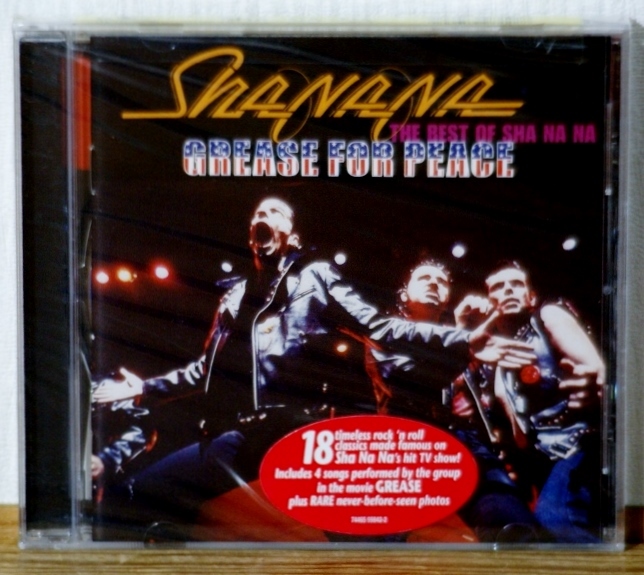 ShaNaNa
THE BEST OF SHA NA NA
GREASE FOR PEACE
18 timeless rock 'n roll
classics made famous on
Sha Na Na's hit TV show!
Includes 4 songs performed by the group
in the movie GREASE
plus RARE never-before-seen photos